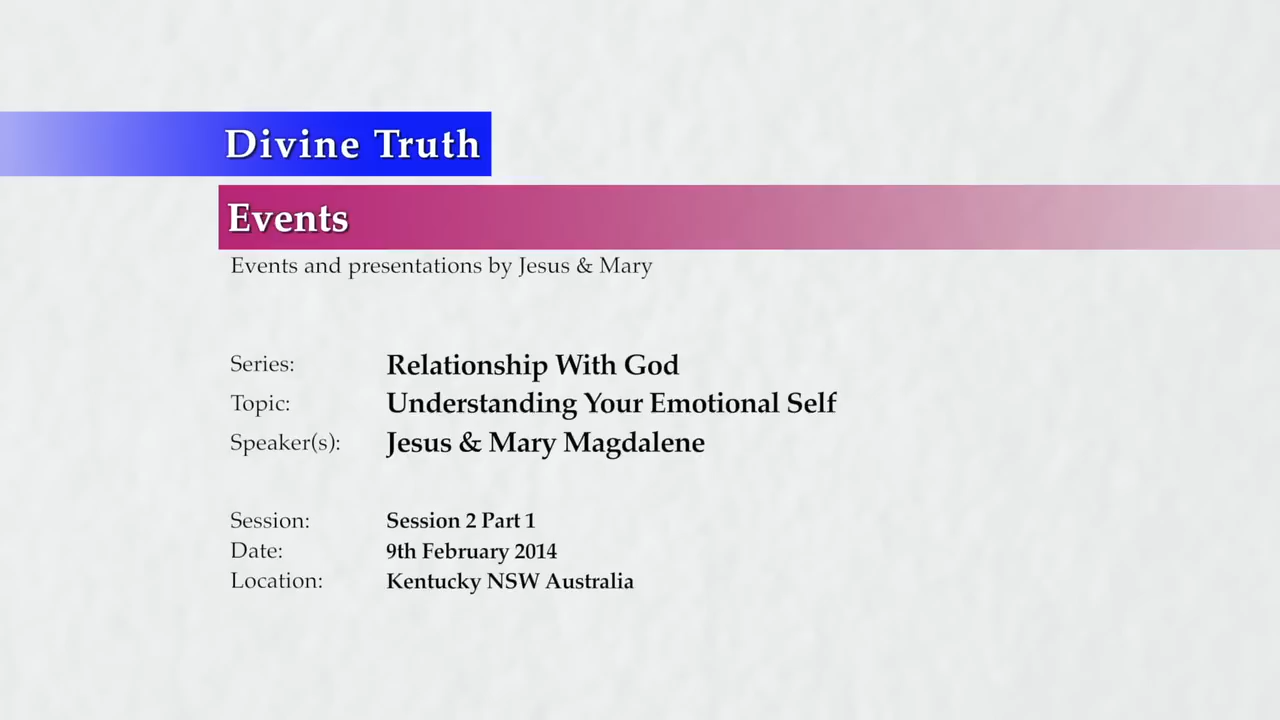 Divine Truth
Events
Events and presentations by Jesus & Mary
Series: Relationship With God
Topic: Understanding Your Emotional Self
Speaker(s): Jesus & Mary Magdalene
Session: Session 2 Part 1
Date: 9th February 2014
Location: Kentucky NSW Australia